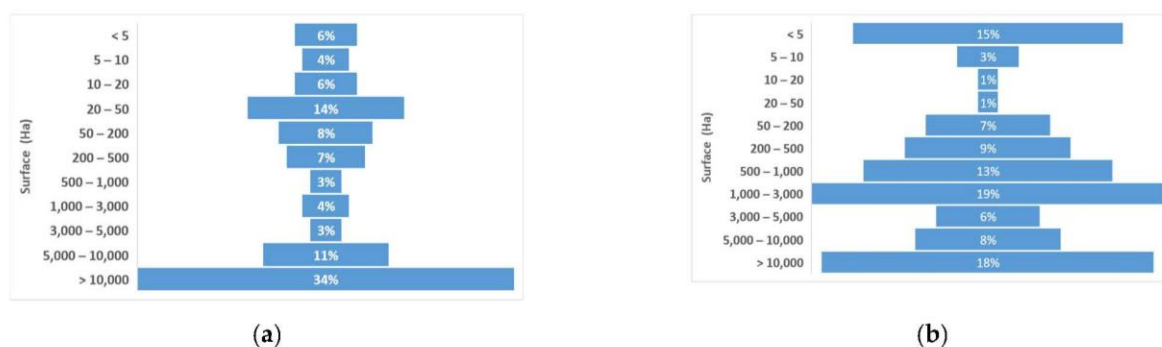 Surface (Ha)
< 5 6%
5 – 10 4%
10 – 20 6%
20 – 50 14%
50 – 200 8%
200 – 500 7%
500 – 1,000 3%
1,000 – 3,000 4%
3,000 – 5,000 3%
5,000 – 10,000 11%
> 10,000 34%
(a)
Surface (Ha)
< 5 15%
5 – 10 3%
10 – 20 1%
20 – 50 1%
50 – 200 7%
200 – 500 9%
500 – 1,000 13%
1,000 – 3,000 19%
3,000 – 5,000 6%
5,000 – 10,000 8%
> 10,000 18%
(b)